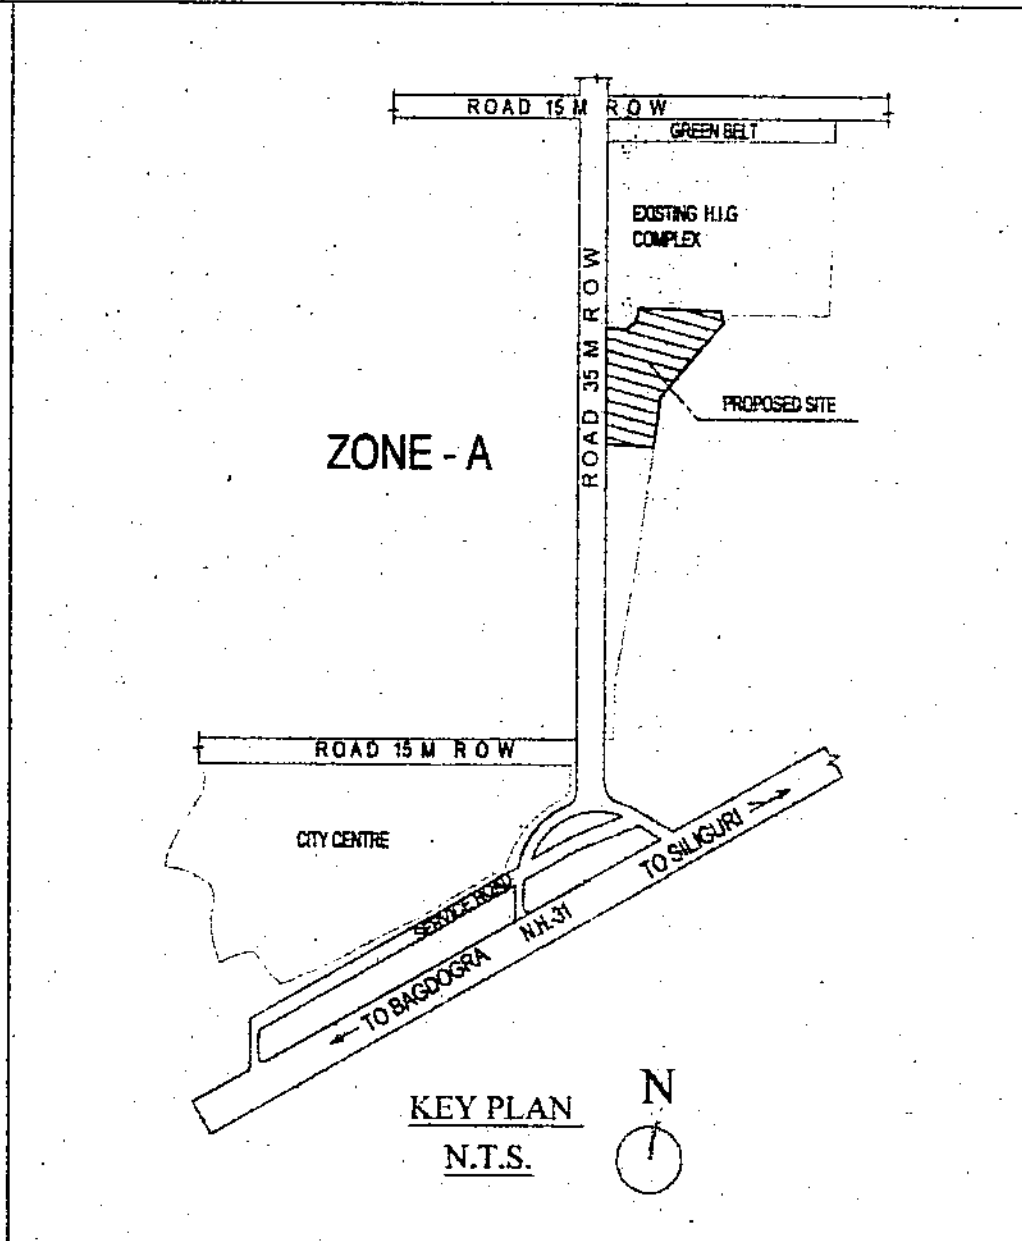 ROAD 15 M ROW
GREEN BELT
EXISTING H.I.G
COMPLEX
ROAD 35 M ROW
PROPOSED SITE
ZONE - A
ROAD 15 M ROW
CITY CENTRE
SERVICE ROAD
TO SILIGURI
N.H.31
TO BAGDOGRA
KEY PLAN
N.T.S.
N